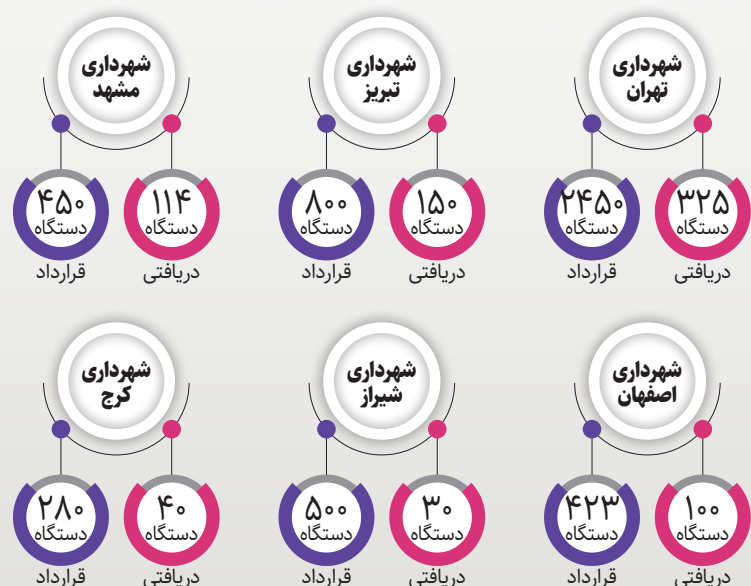 شهرداری
تهران
۳۲۵
دستگاه
دریافتی
۲۴۵۰
دستگاه
قرارداد
شهرداری
تبریز
۱۵۰
دستگاه
دریافتی
۸۰۰
دستگاه
قرارداد
شهرداری
مشهد
۱۱۴
دستگاه
دریافتی
۴۵۰
دستگاه
قرارداد
شهرداری
اصفهان
۱۰۰
دستگاه
دریافتی
۴۲۳
دستگاه
قرارداد
شهرداری
شیراز
۳۰
دستگاه
دریافتی
۵۰۰
دستگاه
قرارداد
شهرداری
کرج
۴۰
دستگاه
دریافتی
۲۸۰
دستگاه
قرارداد